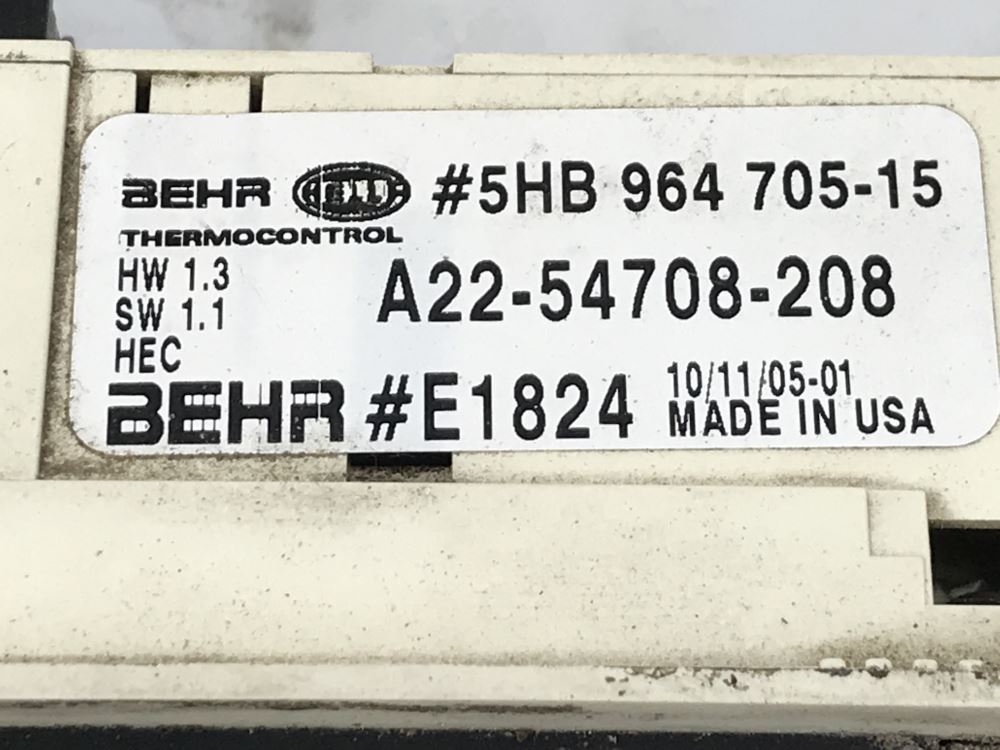 BEHR HELLA #5HB 964 705-15
THERMOCONTROL
HW 1.3
SW 1.1
A22-54708-208
HEC
BEHR #E1824
10/11/05-01
MADE IN USA